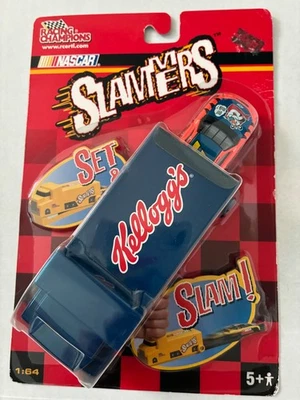 RACING
CHAMPIONS
www.rcertl.com
NASCAR
SLAMMERS
SET
&
Kellogg's
SLAM!
1:64
5+